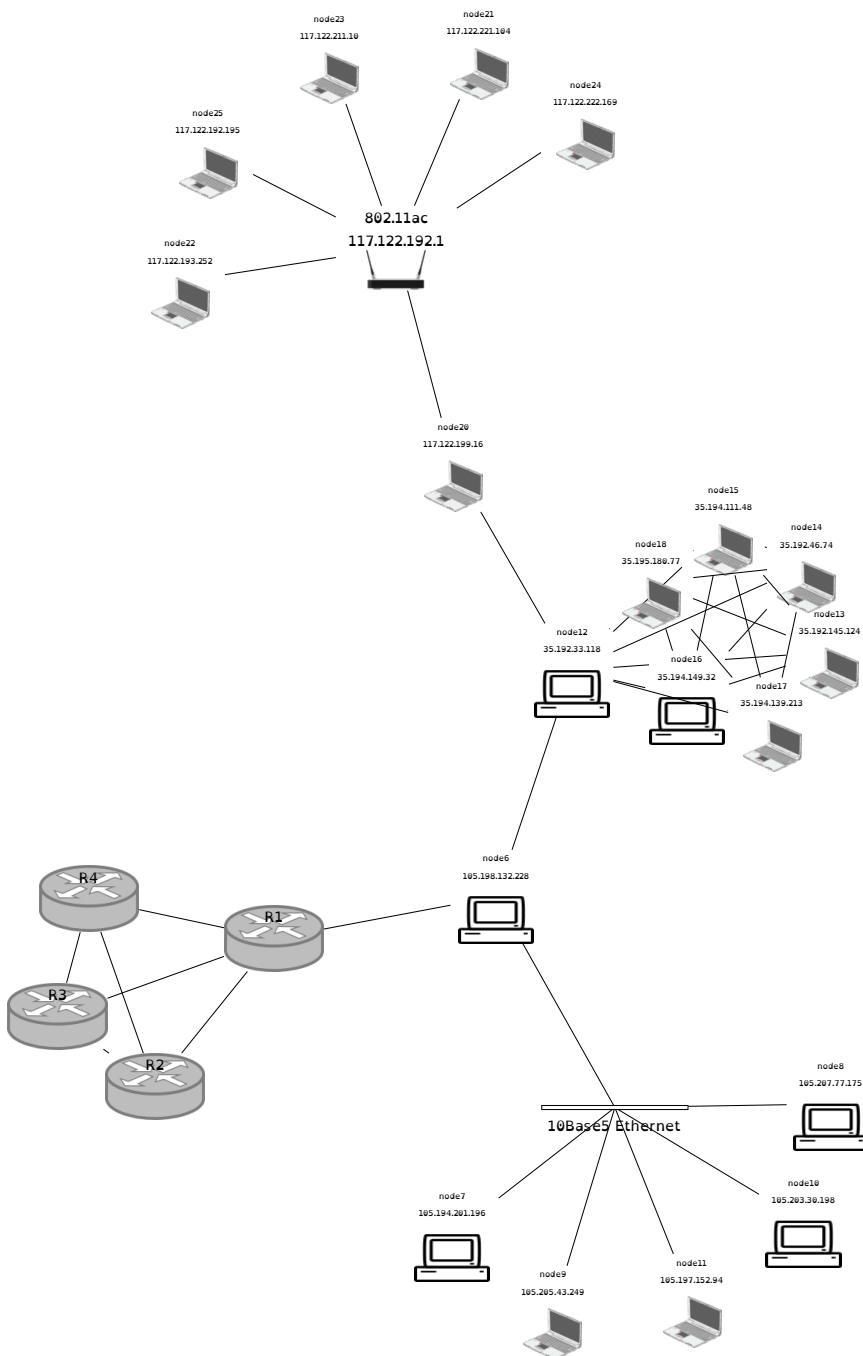 node23
117.122.211.10
node21
117.122.221.104
node24
117.122.222.169
node25
117.122.192.195
802.11ac
117.122.192.1
node22
117.122.193.252
node20
117.122.199.16
node15
35.194.111.48
node14
35.192.46.74
node18
35.195.180.77
node13
35.192.145.124
node12
35.192.33.118
node16
35.194.149.32
node17
35.194.139.213
node6
105.198.132.228
R4
R1
R3
R2
node8
105.207.77.175
10Base5 Ethernet
node10
105.203.30.198
node7
105.194.201.196
node11
105.197.152.94
node9
105.205.43.249